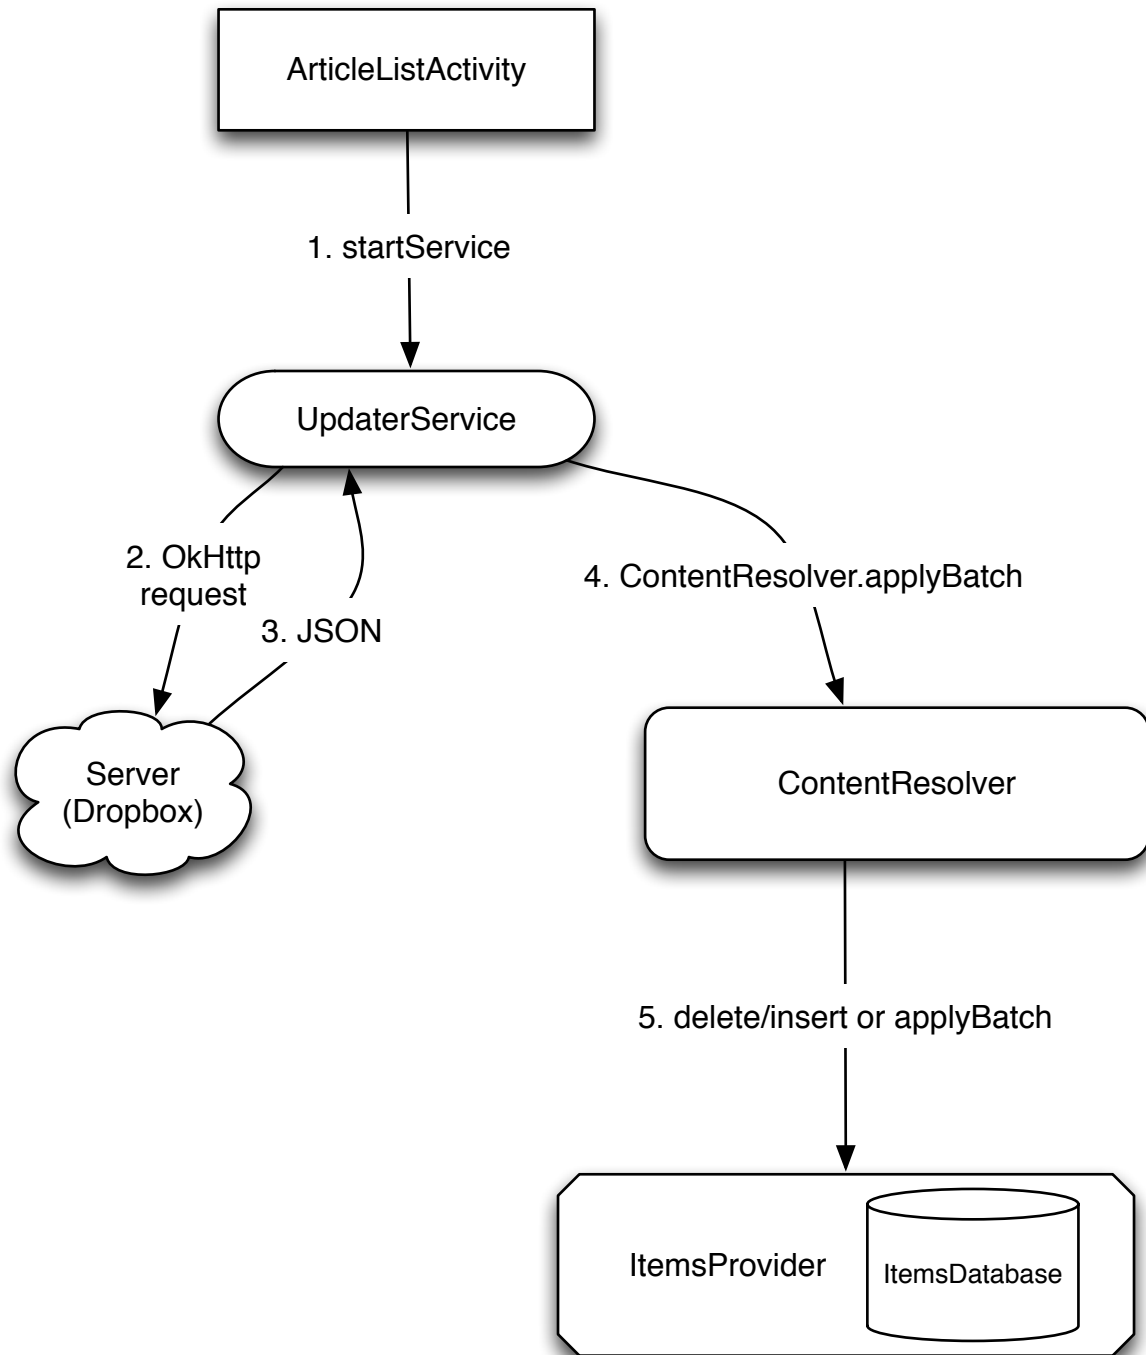 ArticleListActivity
1. startService
UpdaterService
2. OkHttp
request
3. JSON
4. ContentResolver.applyBatch
Server
(Dropbox)
ContentResolver
5. delete/insert or applyBatch
ItemsProvider
ItemsDatabase